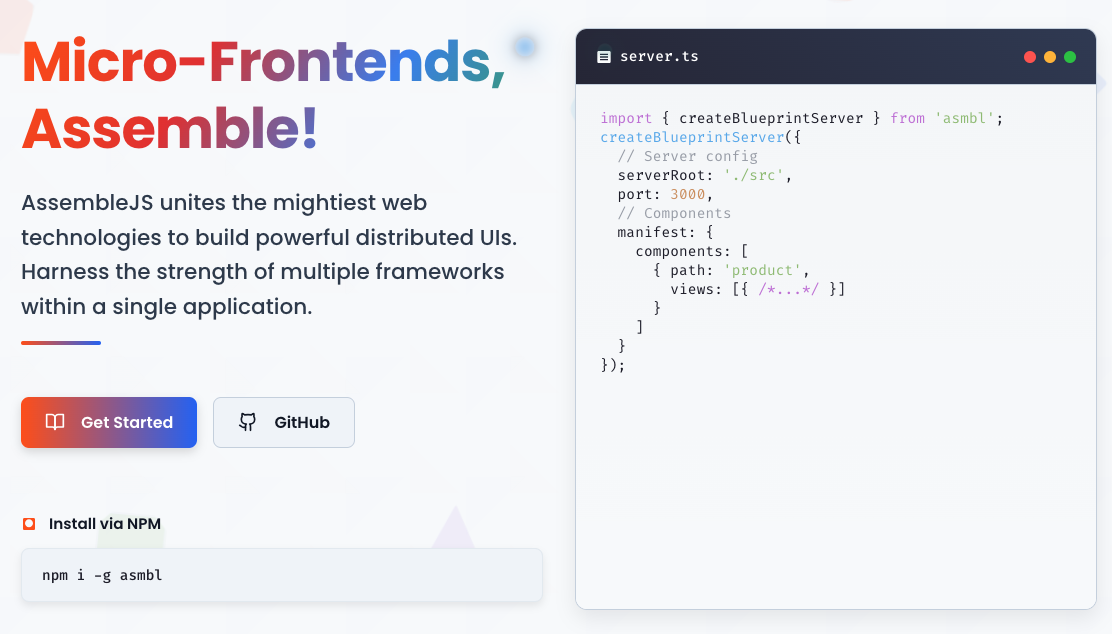 Micro-Frontends,
Assemble!
AssembleJS unites the mightiest web
technologies to build powerful distributed UIs.
Harness the strength of multiple frameworks
within a single application.
Get Started
GitHub
Install via NPM
npm i -g asmbl
server.ts
import { createBlueprintServer } from 'asmbl';
createBlueprintServer({
  // Server config
  serverRoot: './src',
  port: 3000,
  // Components
  manifest: {
    components: [
      { path: 'product',
        views: [{ /*...*/ }]
      }
    ]
  }
});